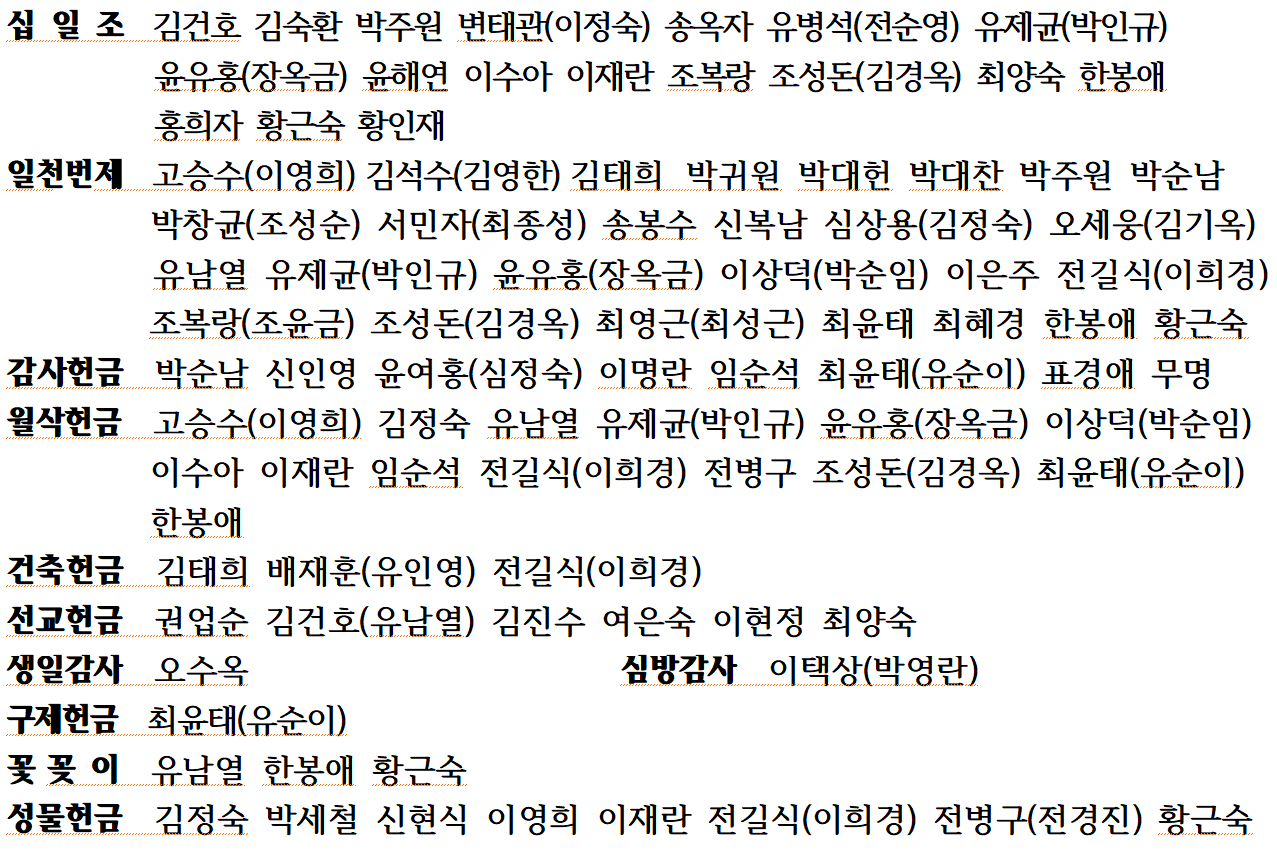 십 일 조 김건호 김숙환 박주원 변태관(이정숙) 송옥자 유병석(전순영) 유제균(박인규)
윤유홍(장옥금) 윤해연 이수아 이재란 조복랑 조성돈(김경옥) 최양숙 한봉애
홍희자 황근숙 황인재
일천번제 고승수(이영희) 김석수(김영한) 김태희 박귀원 박대헌 박대찬 박주원 박순남
박창균(조성순) 서민자(최종성) 송봉수 신복남 심상용(김정숙) 오세웅(김기옥)
유남열 유제균(박인규) 윤유홍(장옥금) 이상덕(박순임) 이은주 전길식(이희경)
조복랑(조윤금) 조성돈(김경옥) 최영근(최성근) 최윤태 최혜경 한봉애 황근숙
감사헌금 박순남 신인영 윤여홍(심정숙) 이명란 임순석 최윤태(유순이) 표경애 무명
월삭헌금 고승수(이영희) 김정숙 유남열 유제균(박인규) 윤유홍(장옥금) 이상덕(박순임)
이수아 이재란 임순석 전길식(이희경) 전병구 조성돈(김경옥) 최윤태(유순이)
한봉애
건축헌금 김태희 배재훈(유인영) 전길식(이희경)
선교헌금 권업순 김건호(유남열) 김진수 여은숙 이현정 최양숙
생일감사 오수옥 심방감사 이택상(박영란)
구제헌금 최윤태(유순이)
꽃 꽂 이 유남열 한봉애 황근숙
성물헌금 김정숙 박세철 신현식 이영희 이재란 전길식(이희경) 전병구(전경진) 황근숙